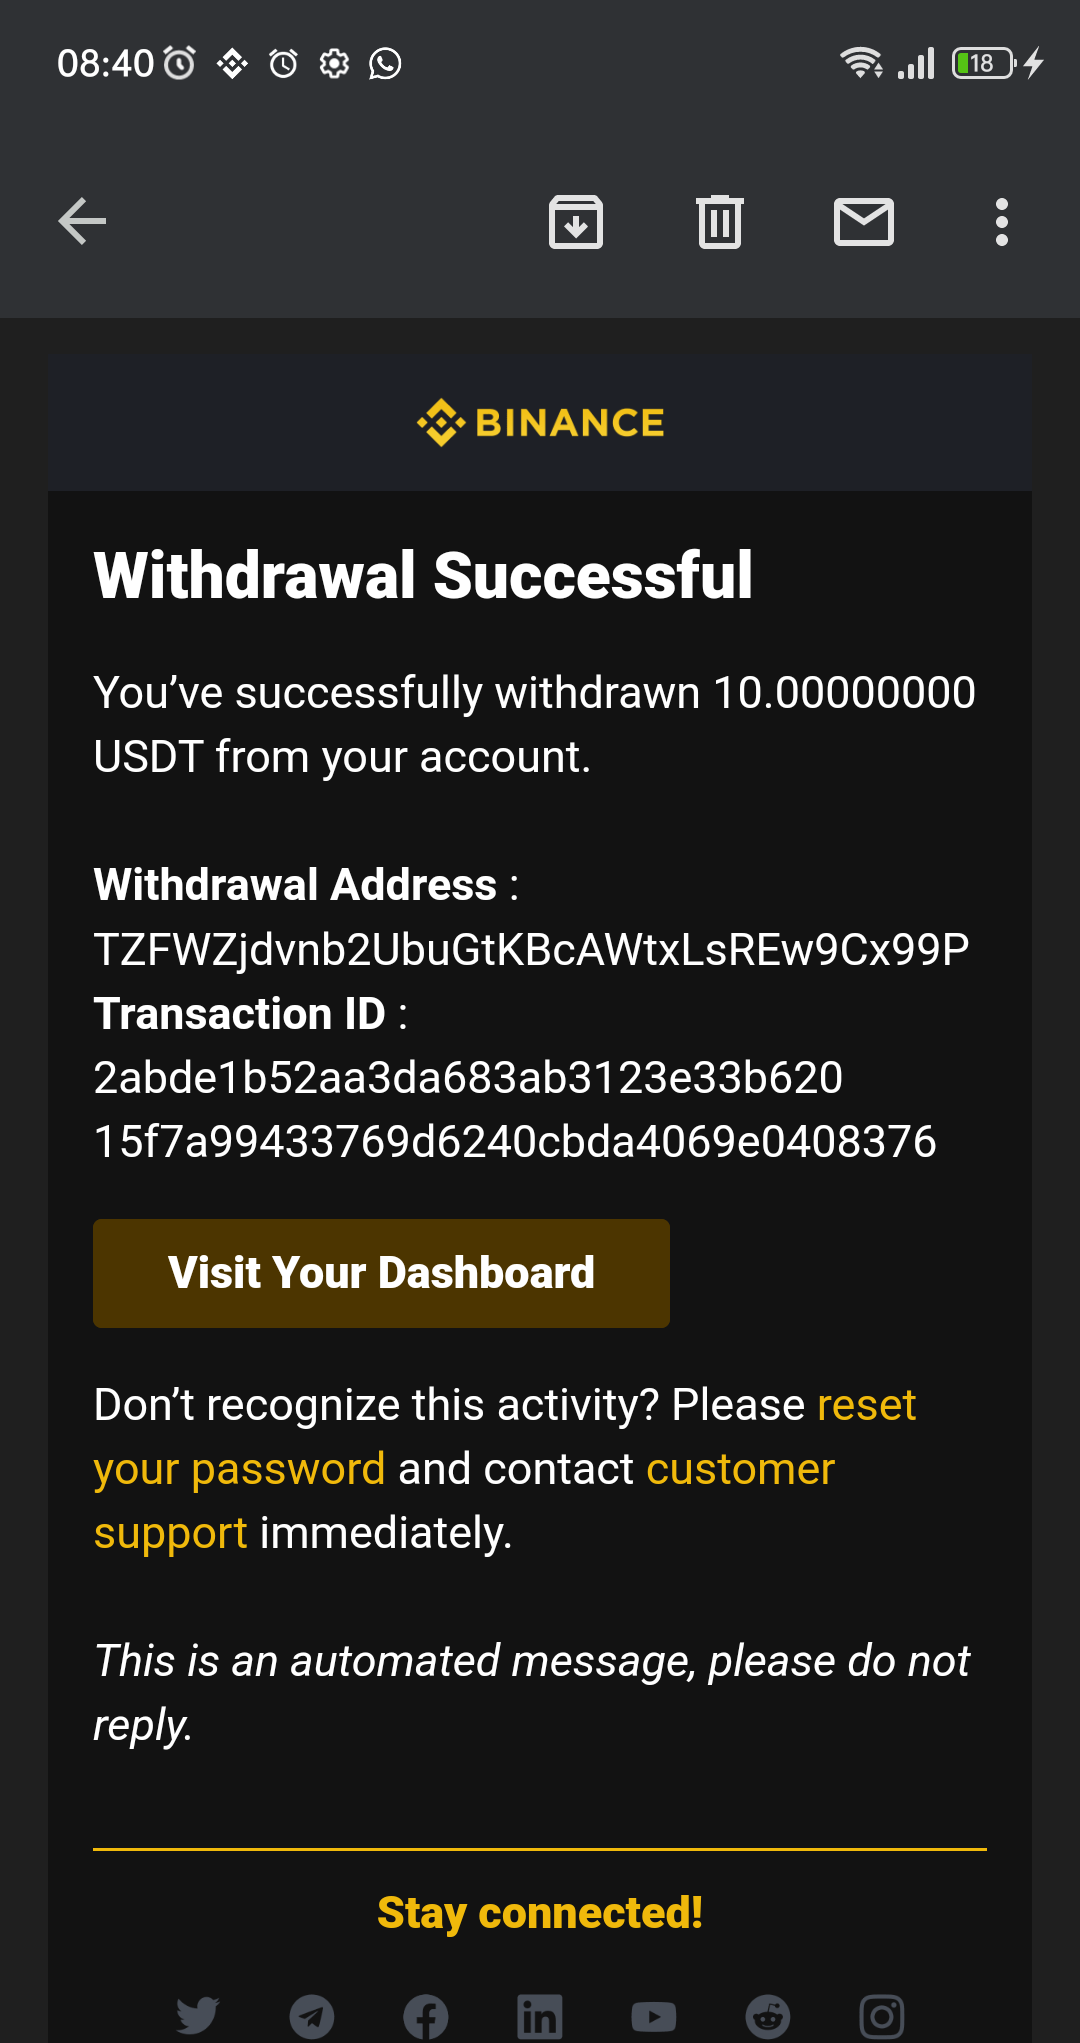 08:40
18
BINANCE
Withdrawal Successful
You’ve successfully withdrawn 10.00000000
USDT from your account.
Withdrawal Address :
TZFWZjdvnb2UbuGtKBcAWtxLsREw9Cx99P
Transaction ID :
2abde1b52aa3da683ab3123e33b620
15f7a99433769d6240cbda4069e0408376
Visit Your Dashboard
Don’t recognize this activity? Please reset
your password and contact customer
support immediately.
This is an automated message, please do not
reply.
Stay connected!